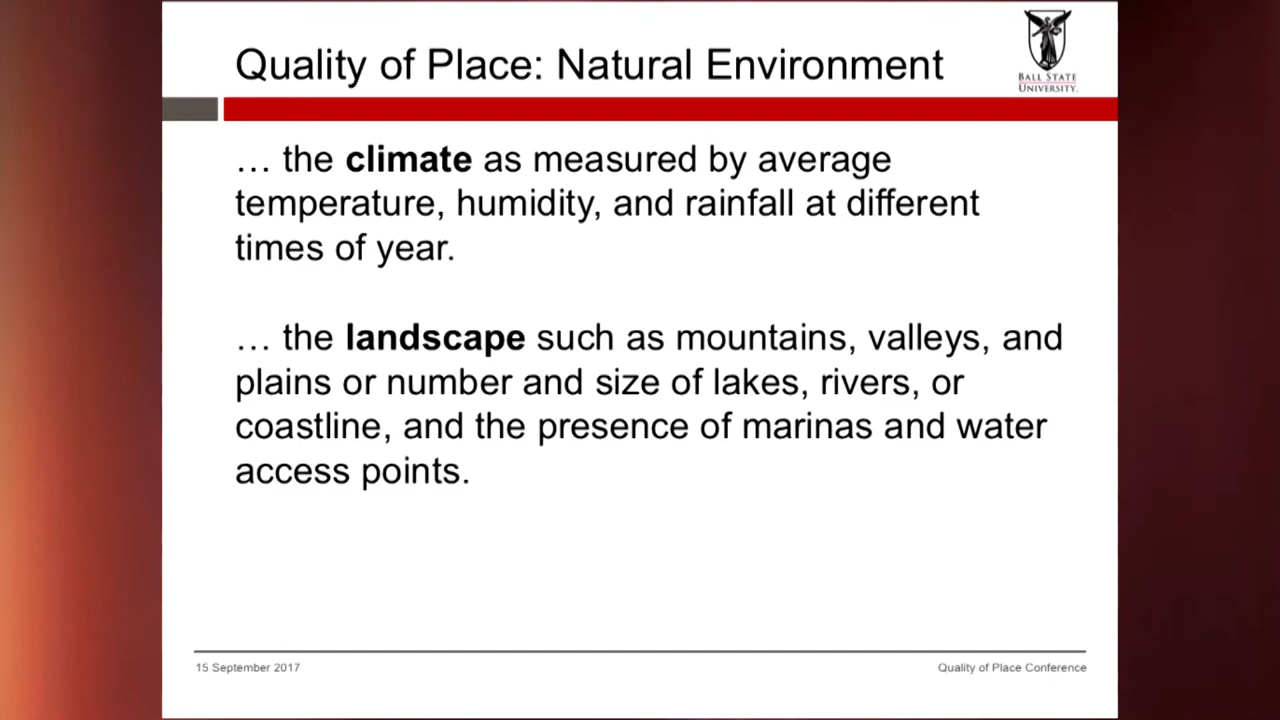 Quality of Place: Natural Environment
BALL STATE
UNIVERSITY.
… the climate as measured by average
temperature, humidity, and rainfall at different
times of year.
… the landscape such as mountains, valleys, and
plains or number and size of lakes, rivers, or
coastline, and the presence of marinas and water
access points.
15 September 2017
Quality of Place Conference